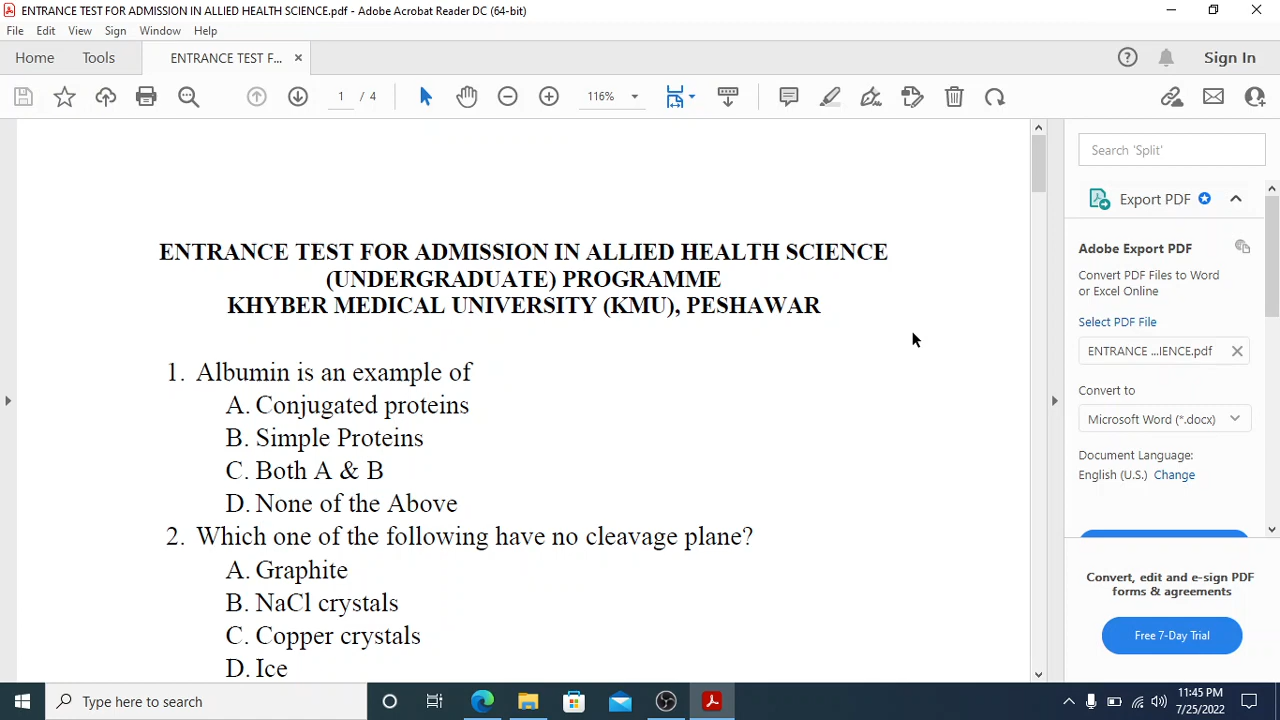 ENTRANCE TEST FOR ADMISSION IN ALLIED HEALTH SCIENCE.pdf - Adobe Acrobat Reader DC (64-bit)
File Edit View Sign Window Help
Home Tools ENTRANCE TEST F... Sign In
1 / 4 116%
Search 'Split'
Export PDF
Adobe Export PDF
Convert PDF Files to Word
or Excel Online
Select PDF File
ENTRANCE ...IENCE.pdf
Convert to
Microsoft Word (*.docx)
Document Language:
English (U.S.) Change
Convert, edit and e-sign PDF
forms & agreements
Free 7-Day Trial
ENTRANCE TEST FOR ADMISSION IN ALLIED HEALTH SCIENCE
(UNDERGRADUATE) PROGRAMME
KHYBER MEDICAL UNIVERSITY (KMU), PESHAWAR
1. Albumin is an example of
A. Conjugated proteins
B. Simple Proteins
C. Both A & B
D. None of the Above
2. Which one of the following have no cleavage plane?
A. Graphite
B. NaCl crystals
C. Copper crystals
D. Ice
Type here to search
11:45 PM
7/25/2022